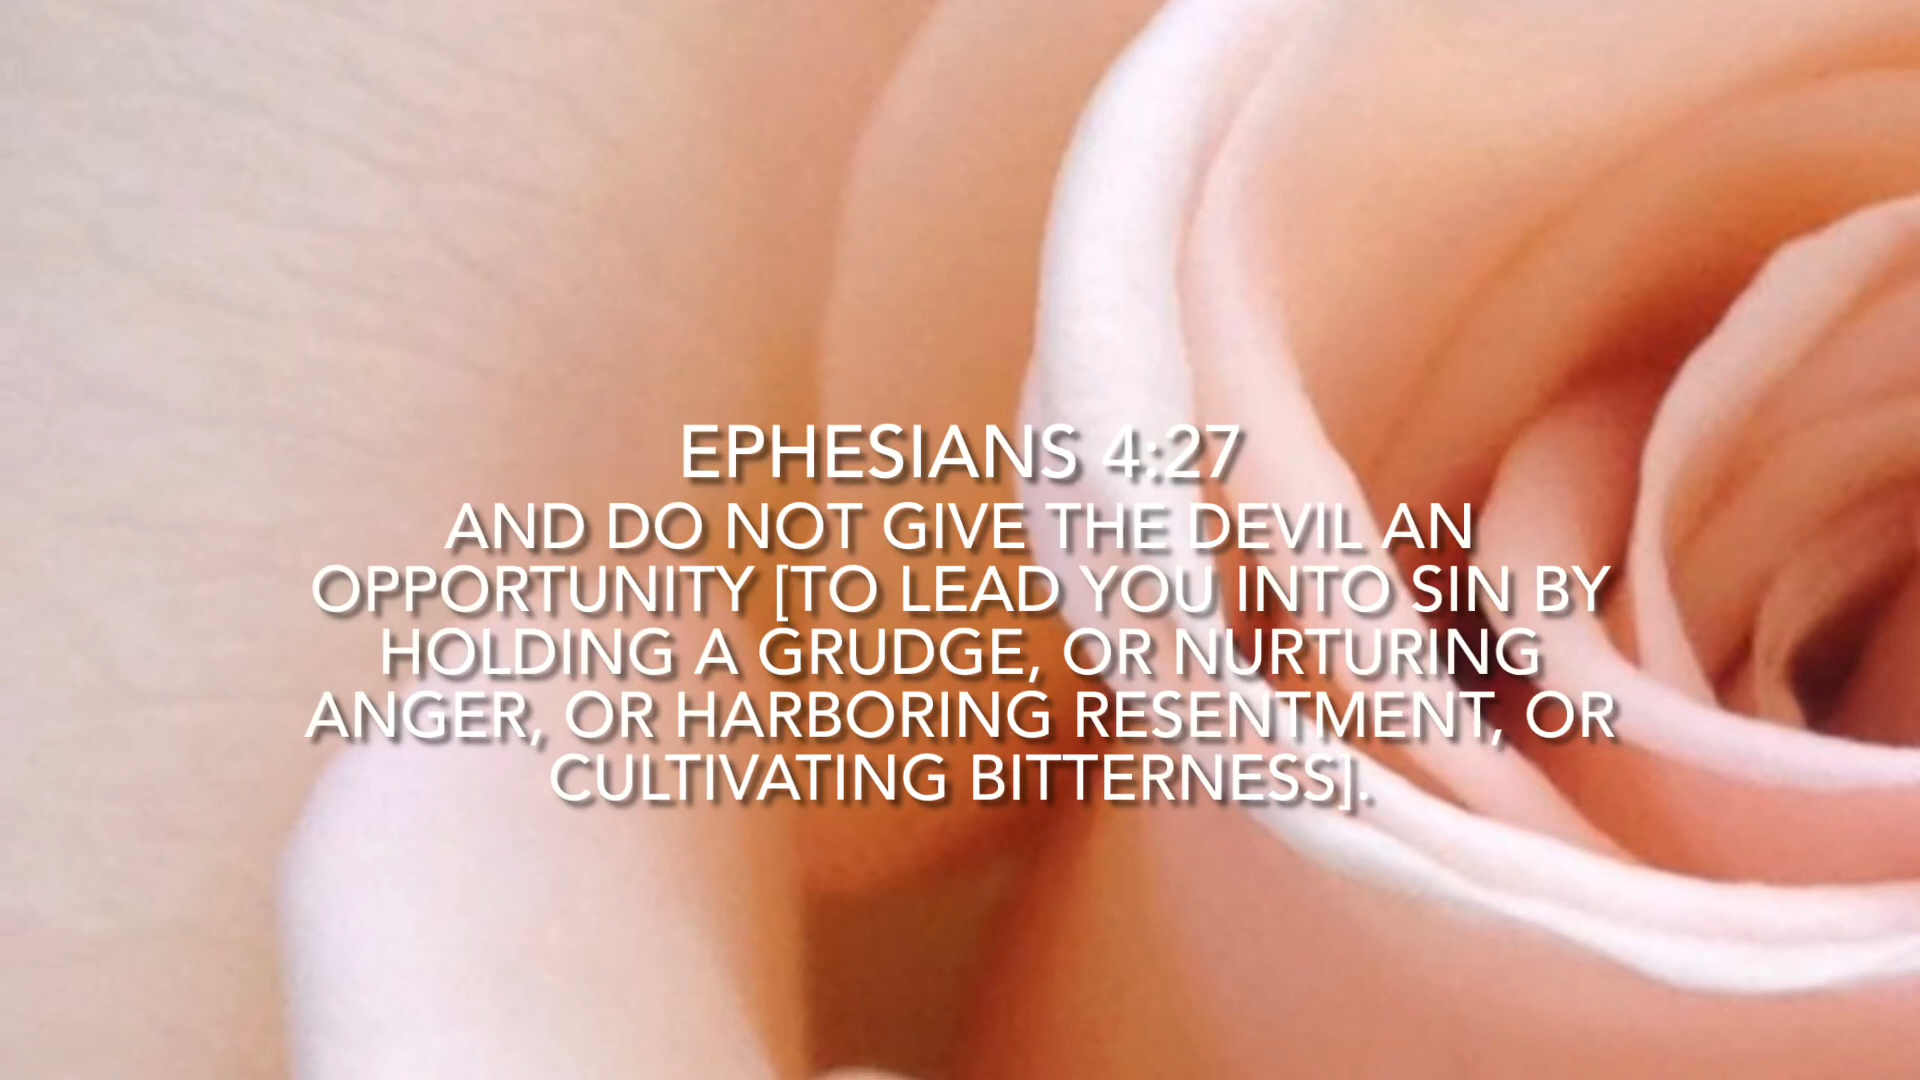 EPHESIANS 4:27
AND DO NOT GIVE THE DEVIL AN
OPPORTUNITY [TO LEAD YOU INTO SIN BY
HOLDING A GRUDGE, OR NURTURING
ANGER, OR HARBORING RESENTMENT, OR
CULTIVATING BITTERNESS].